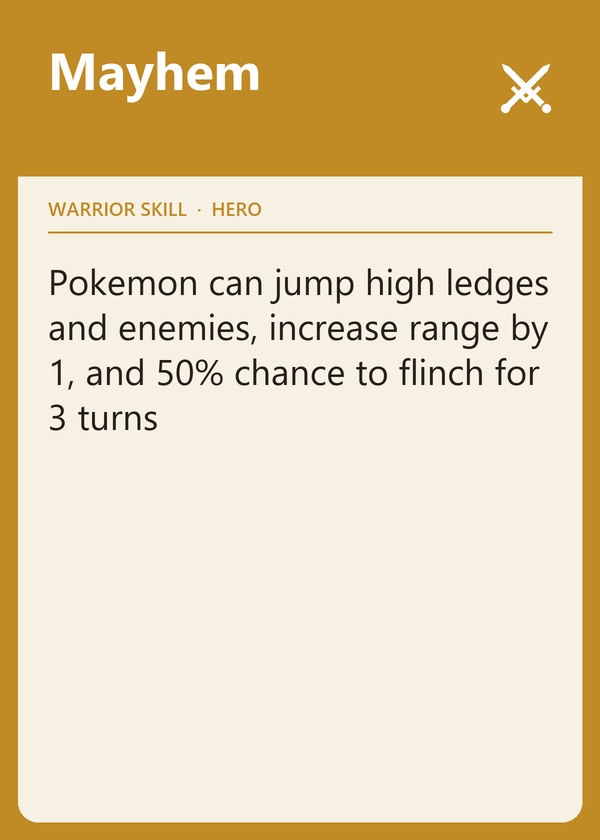 Mayhem
WARRIOR SKILL · HERO
Pokemon can jump high ledges
and enemies, increase range by
1, and 50% chance to flinch for
3 turns